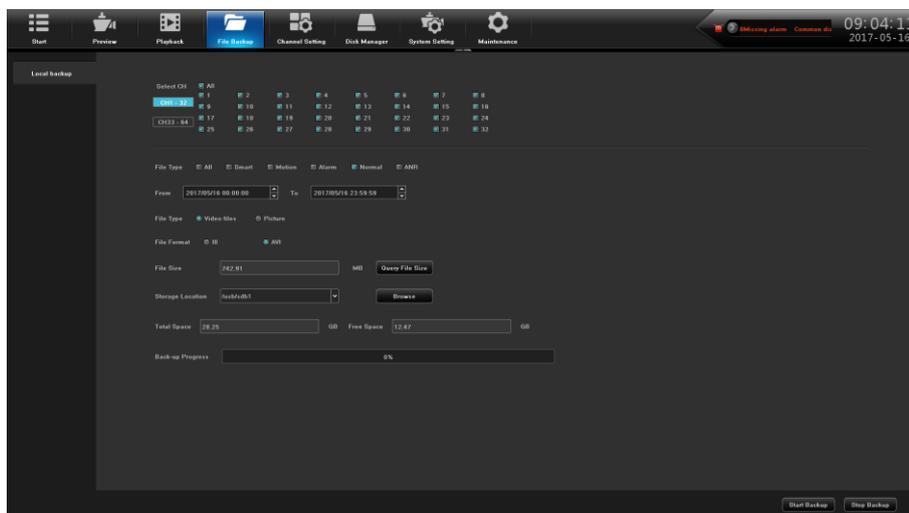 Start Preview Playback File Backup Channel Setting Disk Manager System Setting Maintenance
Missing alarm Common
09:04:11
2017-05-16
Local backup
Select CH All
CH1 - 32 1 2 3 4 5 6 7 8
9 10 11 12 13 14 15 16
CH33 - 64 17 18 19 20 21 22 23 24
25 26 27 28 29 30 31 32
File Type All Smart Motion Alarm Normal ANR
From 2017/05/16 00:00:00 To 2017/05/16 23:59:59
File Type Video files Picture
File Format AVI
File Size 742.91 MB Query File Size
Storage Location /usb/sdb1 Browse
Total Space 28.25 GB Free Space 12.47 GB
Back-up Progress 0%
Start Backup Stop Backup